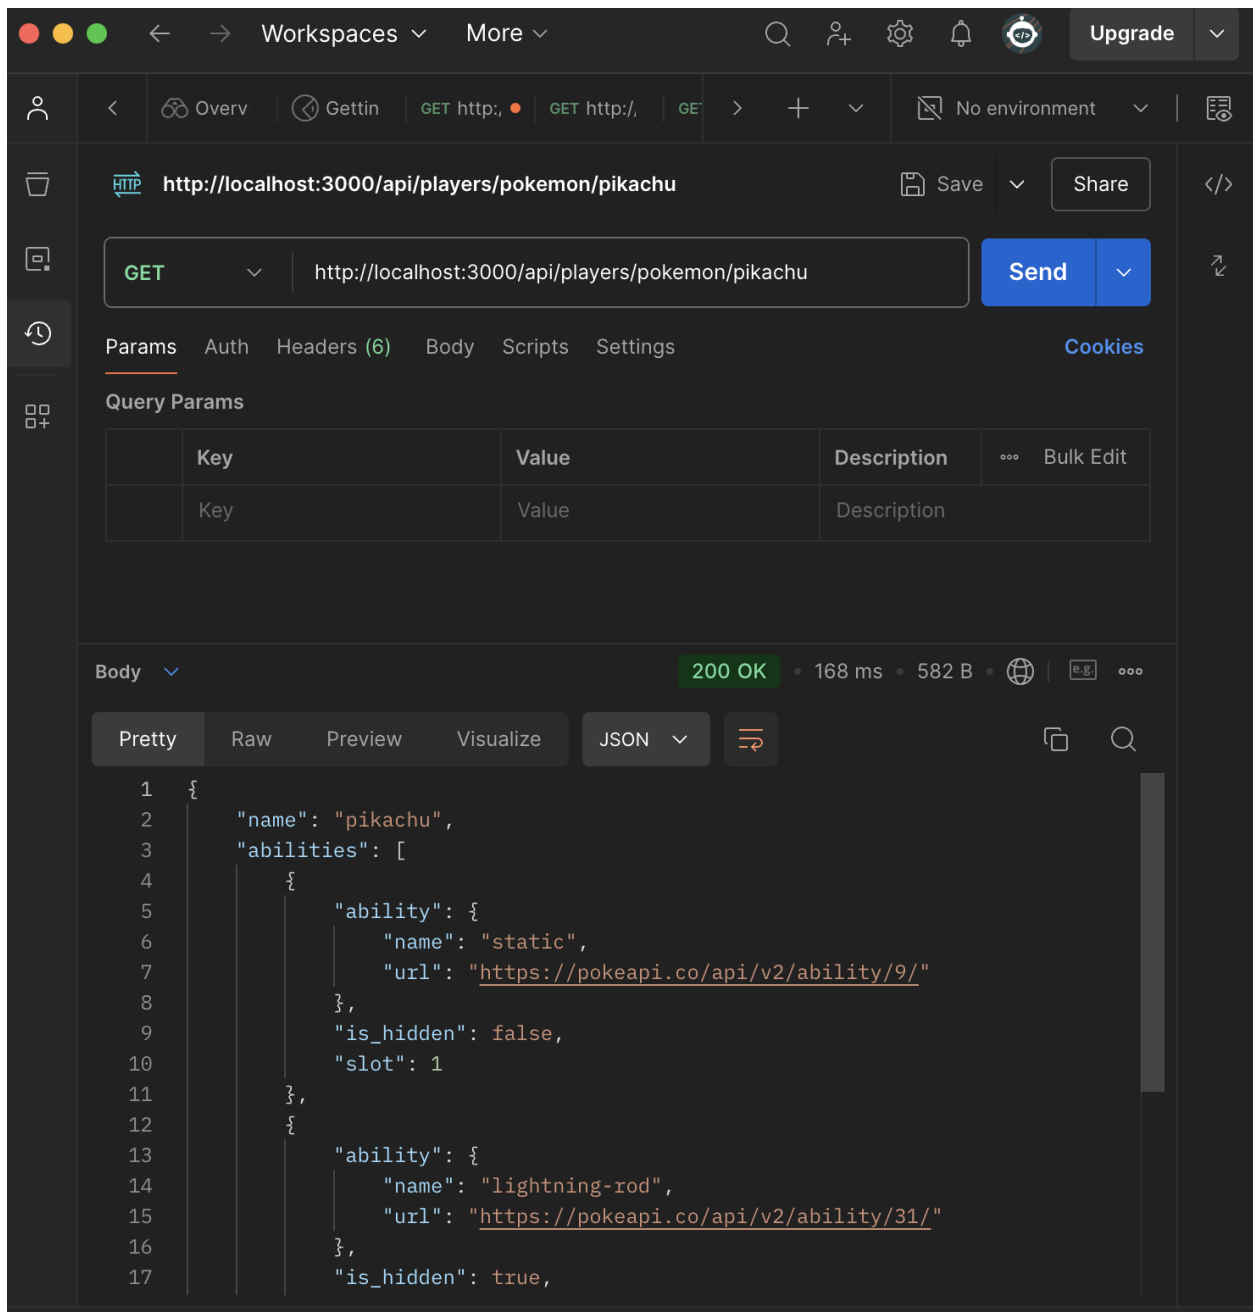 Workspaces More Upgrade
Overv Gettin GET http:, GET http:/, GE No environment
HTTP http://localhost:3000/api/players/pokemon/pikachu Save Share
GET http://localhost:3000/api/players/pokemon/pikachu Send
Params Auth Headers (6) Body Scripts Settings Cookies
Query Params
Key Value Description Bulk Edit
Key Value Description
Body 200 OK 168 ms 582 B e.g.
Pretty Raw Preview Visualize JSON
1 {
2 "name": "pikachu",
3 "abilities": [
4 {
5 "ability": {
6 "name": "static",
7 "url": "https://pokeapi.co/api/v2/ability/9/"
8 },
9 "is_hidden": false,
10 "slot": 1
11 },
12 {
13 "ability": {
14 "name": "lightning-rod",
15 "url": "https://pokeapi.co/api/v2/ability/31/"
16 },
17 "is_hidden": true,